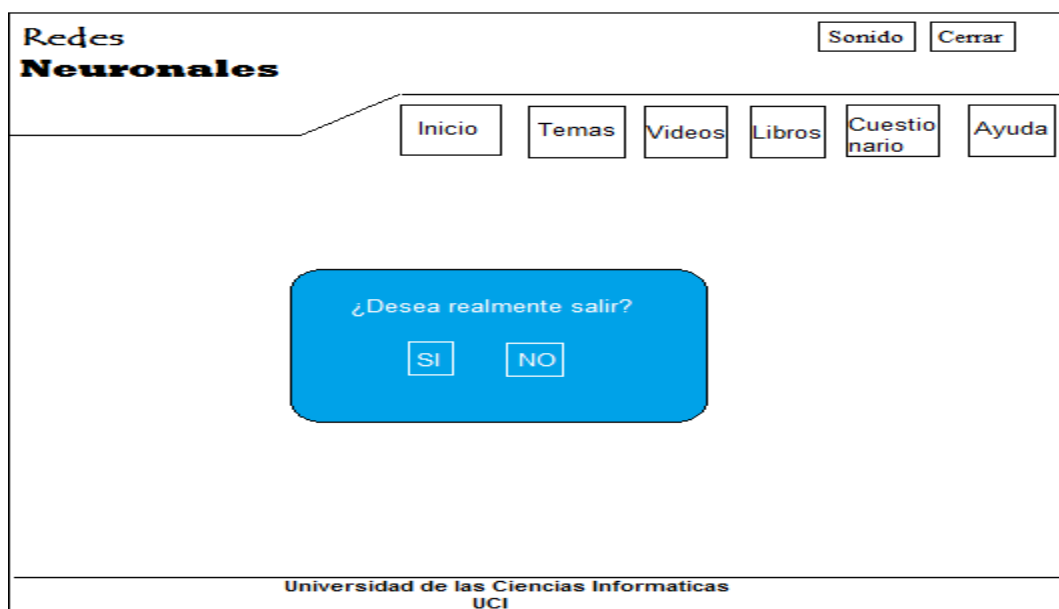 Redes
Neuronales
Sonido Cerrar
Inicio Temas Videos Libros Cuestio
nario Ayuda
¿Desea realmente salir?
SI NO
Universidad de las Ciencias Informaticas
UCI